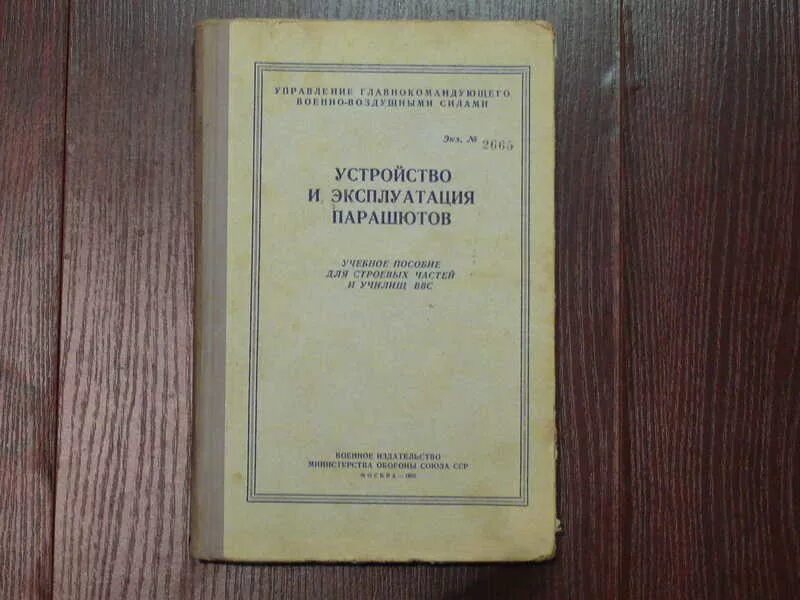 УПРАВЛЕНИЕ ГЛАВНОКОМАНДУЮЩЕГО
ВОЕННО-ВОЗДУШНЫМИ СИЛАМИ
Экз. № 2665
УСТРОЙСТВО
И ЭКСПЛУАТАЦИЯ
ПАРАШЮТОВ
УЧЕБНОЕ ПОСОБИЕ
ДЛЯ СТРОЕВЫХ ЧАСТЕЙ
И УЧИЛИЩ ВВС
ВОЕННОЕ ИЗДАТЕЛЬСТВО
МИНИСТЕРСТВА ОБОРОНЫ СОЮЗА ССР
МОСКВА —